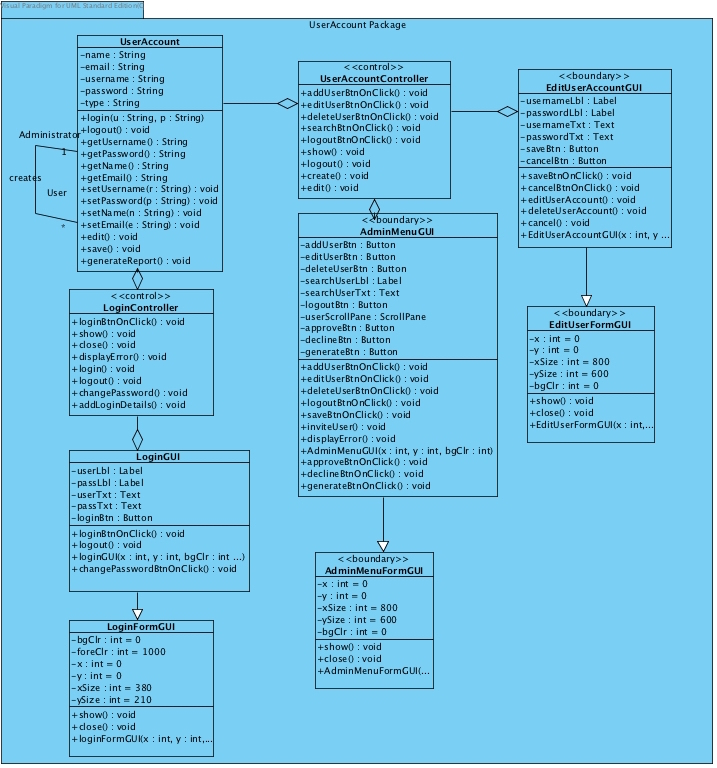 Visual Paradigm for UML Standard Edition(
UserAccount Package
UserAccount
-name : String
-email : String
-username : String
-password : String
-type : String
+login(u : String, p : String)
+logout() : void
+getUsername() : String
+getPassword() : String
+getName() : String
+getEmail() : String
+setUsername(r : String) : void
+setPassword(p : String) : void
+setName(n : String) : void
+setEmail(e : String) : void
+edit() : void
+save() : void
+generateReport() : void
Administrator
1
creates
User
*
<<control>>
UserAccountController
+addUserBtnOnClick() : void
+editUserBtnOnClick() : void
+deleteUserBtnOnClick() : void
+searchBtnOnClick() : void
+logoutBtnOnClick() : void
+show() : void
+logout() : void
+create() : void
+edit() : void
<<boundary>>
EditUserAccountGUI
-usernameLbl : Label
-passwordLbl : Label
-usernameTxt : Text
-passwordTxt : Text
-saveBtn : Button
-cancelBtn : Button
+saveBtnOnClick() : void
+cancelBtnOnClick() : void
+editUserAccount() : void
+deleteUserAccount() : void
+cancel() : void
+EditUserAccountGUI(x : int, y ...
<<control>>
LoginController
+loginBtnOnClick() : void
+show() : void
+close() : void
+displayError() : void
+login() : void
+logout() : void
+changePassword() : void
+addLoginDetails() : void
<<boundary>>
AdminMenuGUI
-addUserBtn : Button
-editUserBtn : Button
-deleteUserBtn : Button
-searchUserLbl : Label
-searchUserTxt : Text
-logoutBtn : Button
-userScrollPane : ScrollPane
-approveBtn : Button
-declineBtn : Button
-generateBtn : Button
+addUserBtnOnClick() : void
+editUserBtnOnClick() : void
+deleteUserBtnOnClick() : void
+logoutBtnOnClick() : void
+saveBtnOnClick() : void
+inviteUser() : void
+displayError() : void
+AdminMenuGUI(x : int, y : int, bgClr : int)
+approveBtnOnClick() : void
+declineBtnOnClick() : void
+generateBtnOnClick() : void
<<boundary>>
EditUserFormGUI
-x : int = 0
-y : int = 0
-xSize : int = 800
-ySize : int = 600
-bgClr : int = 0
+show() : void
+close() : void
+EditUserFormGUI(x : int,...
LoginGUI
-userLbl : Label
-passLbl : Label
-userTxt : Text
-passTxt : Text
-loginBtn : Button
+loginBtnOnClick() : void
+logout() : void
+loginGUI(x : int, y : int, bgClr : int ...)
+changePasswordBtnOnClick() : void
<<boundary>>
AdminMenuFormGUI
-x : int = 0
-y : int = 0
-xSize : int = 800
-ySize : int = 600
-bgClr : int = 0
+show() : void
+close() : void
+AdminMenuFormGUI(...
LoginFormGUI
-bgClr : int = 0
-foreClr : int = 1000
-x : int = 0
-y : int = 0
-xSize : int = 380
-ySize : int = 210
+show() : void
+close() : void
+loginFormGUI(x : int, y : int,...